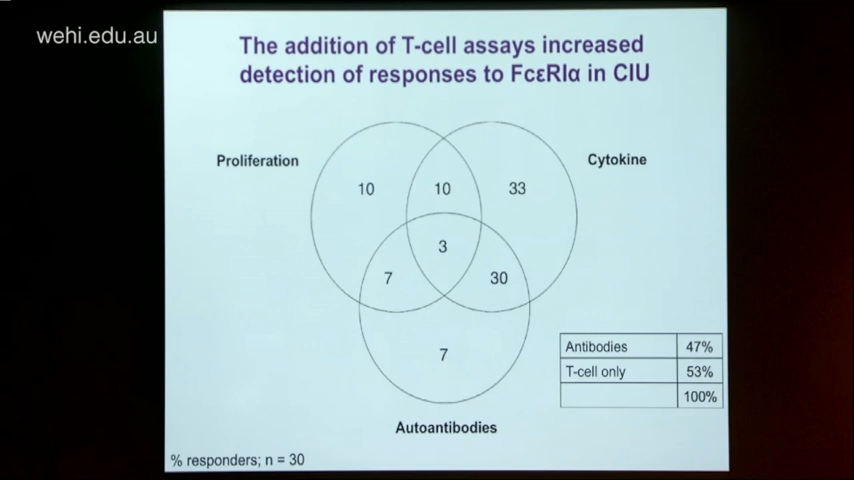 wehi.edu.au
The addition of T-cell assays increased
detection of responses to FcεRIα in CIU
Proliferation
Cytokine
10
10
33
3
7
30
7
Antibodies 47%
T-cell only 53%
100%
Autoantibodies
% responders; n = 30